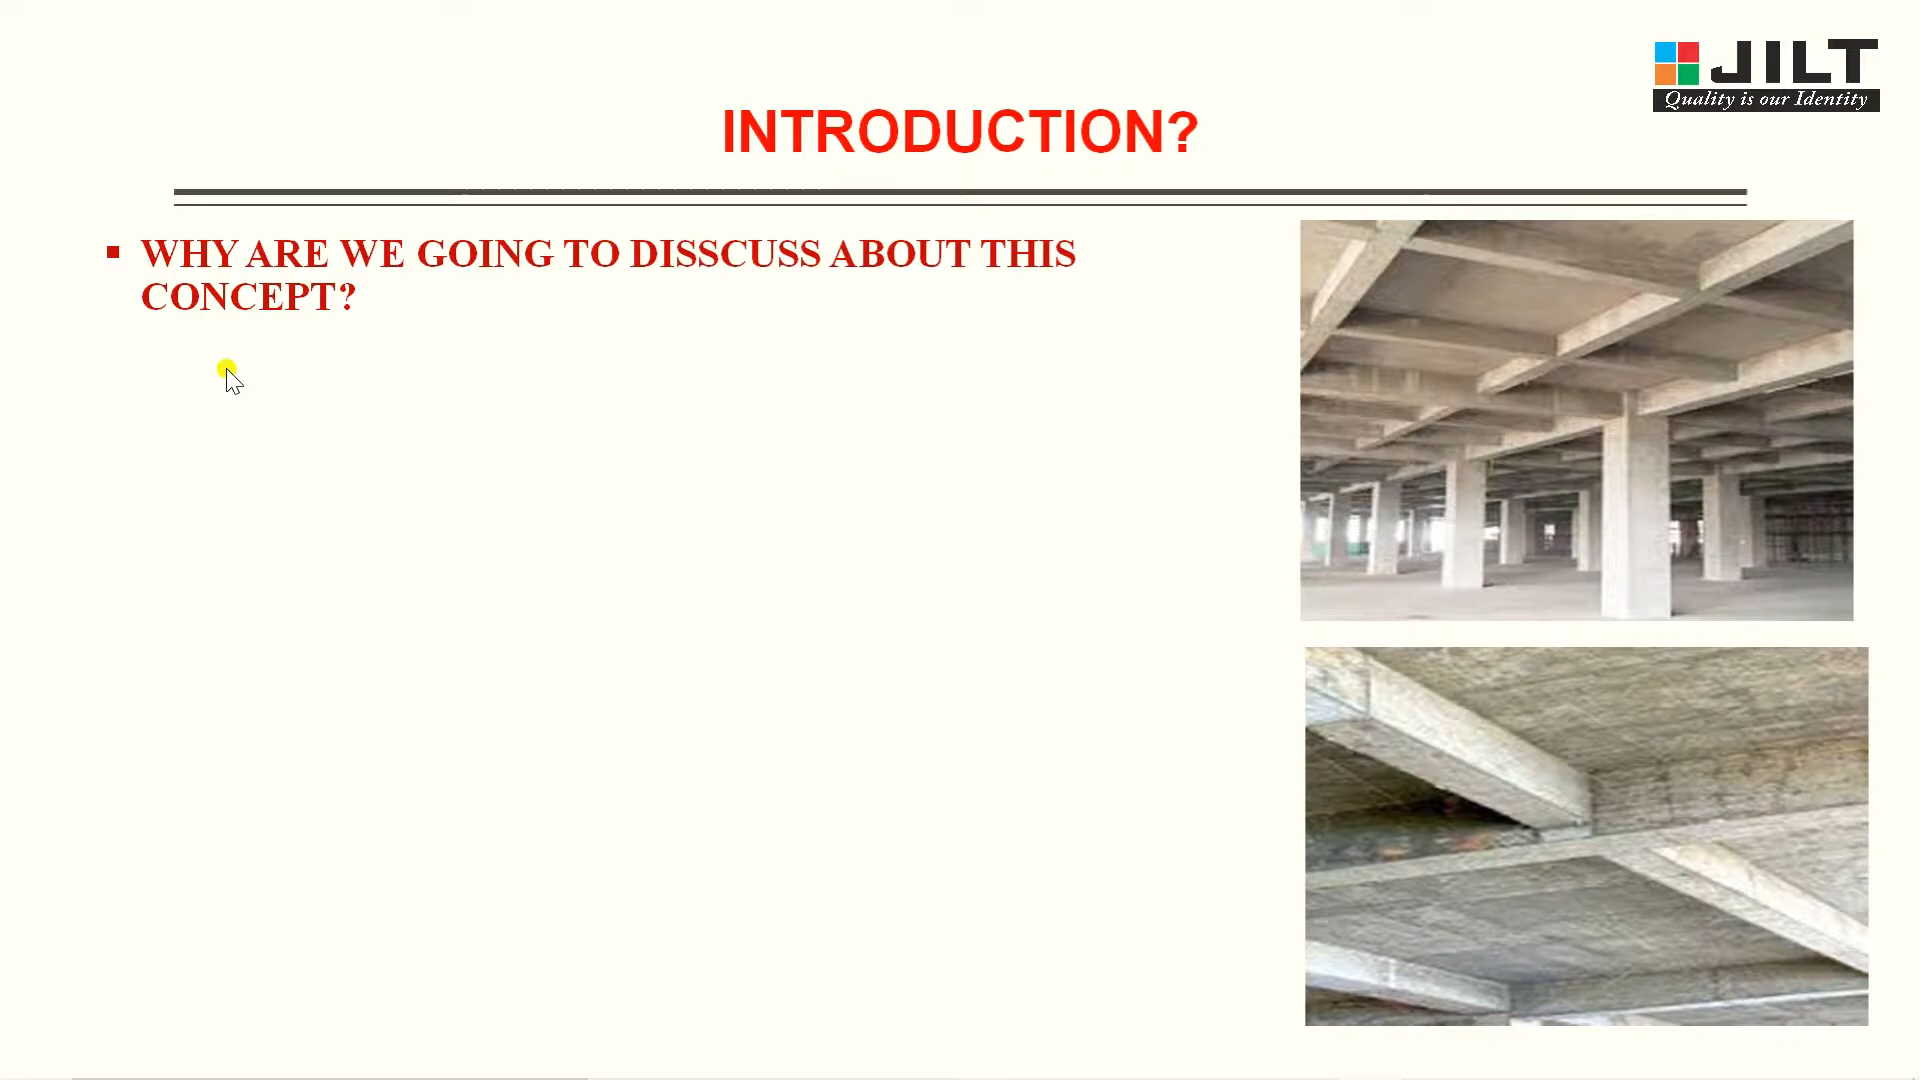 JILT
Quality is our Identity
INTRODUCTION?
WHY ARE WE GOING TO DISSCUSS ABOUT THIS
CONCEPT?